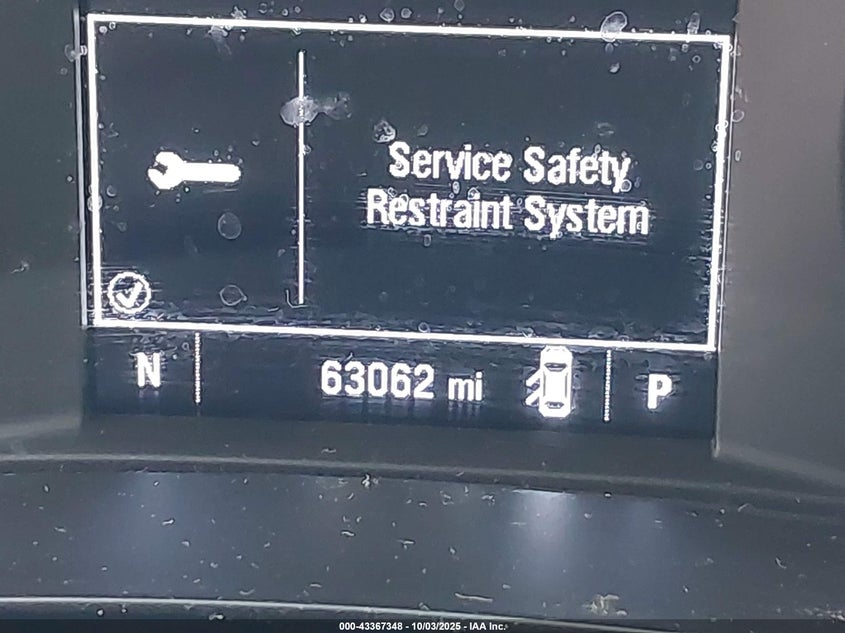 Service Safety
Restraint System
N 63062 mi P
000-43367348 - 10/03/2025 - IAA Inc.